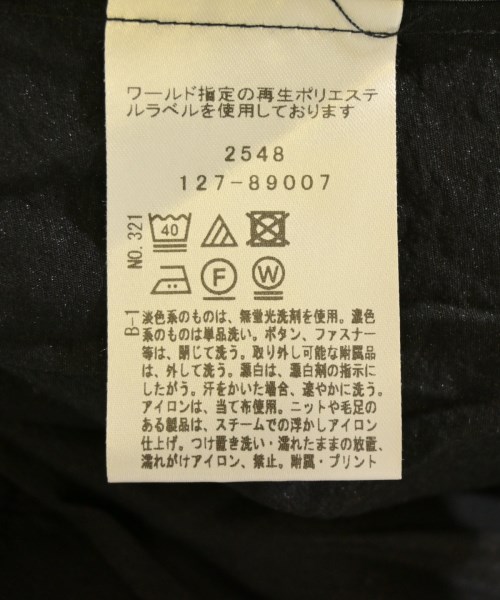 ワールド指定の再生ポリエステ
ルラベルを使用しております
2548
127-89007
NO.321
40
F
W
B-1
淡色系のものは、無蛍光洗剤を使用。濃色
系のものは単品洗い。ボタン、ファスナー
等は、閉じて洗う。取り外し可能な附属品
は、外して洗う。漂白は、漂白剤の指示に
したがう。汗をかいた場合、速やかに洗う。
アイロンは、当て布使用。ニットや毛足の
ある製品は、スチームでの浮かしアイロン
仕上げ。つけ置き洗い・濡れたままの放置、
濡れがけアイロン、禁止。附属・プリント